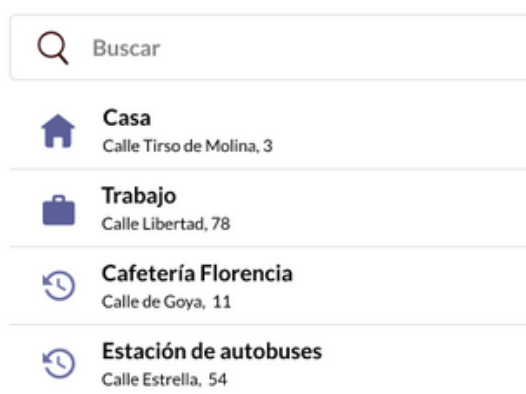 Buscar
Casa
Calle Tirso de Molina, 3
Trabajo
Calle Libertad, 78
Cafetería Florencia
Calle de Goya, 11
Estación de autobuses
Calle Estrella, 54